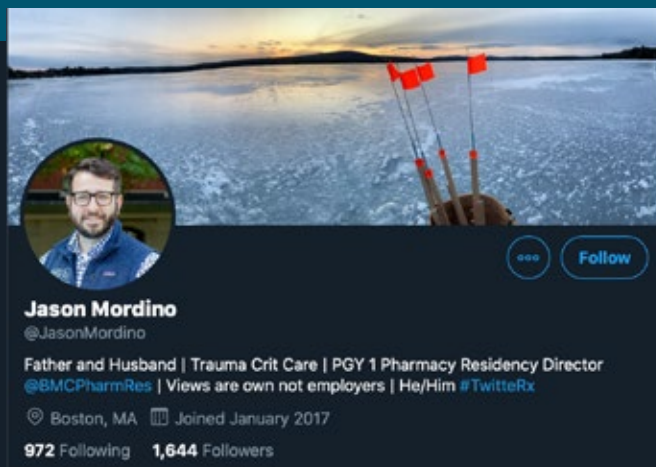 Follow
Jason Mordino
@JasonMordino
Father and Husband | Trauma Crit Care | PGY 1 Pharmacy Residency Director
@BMCPharmRes | Views are own not employers | He/Him #TwitteRx
Boston, MA Joined January 2017
972 Following 1,644 Followers